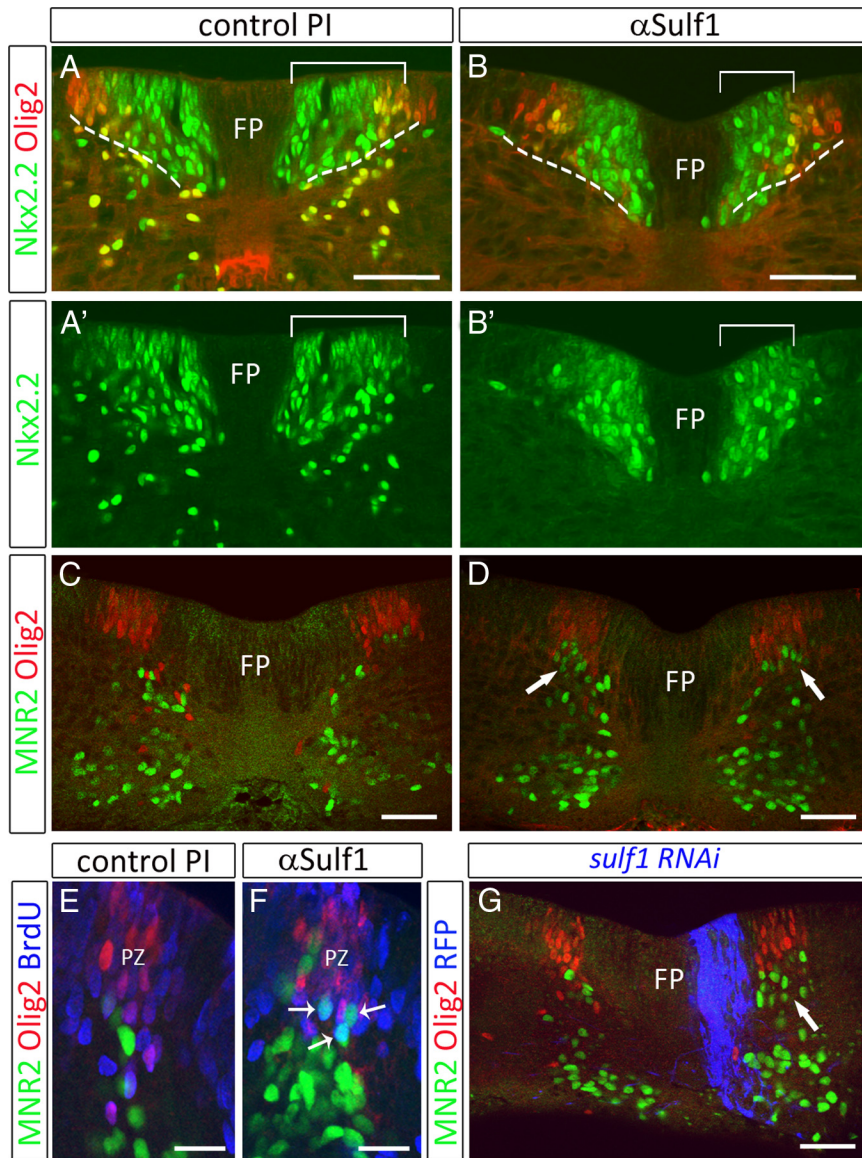 control PI
αSulf1
Nkx2.2 Olig2
A
FP
B
FP
Nkx2.2
A'
FP
B'
FP
MNR2 Olig2
C
FP
D
FP
control PI
αSulf1
sulf1 RNAi
MNR2 Olig2 BrdU
E
PZ
F
PZ
MNR2 Olig2 RFP
G
FP